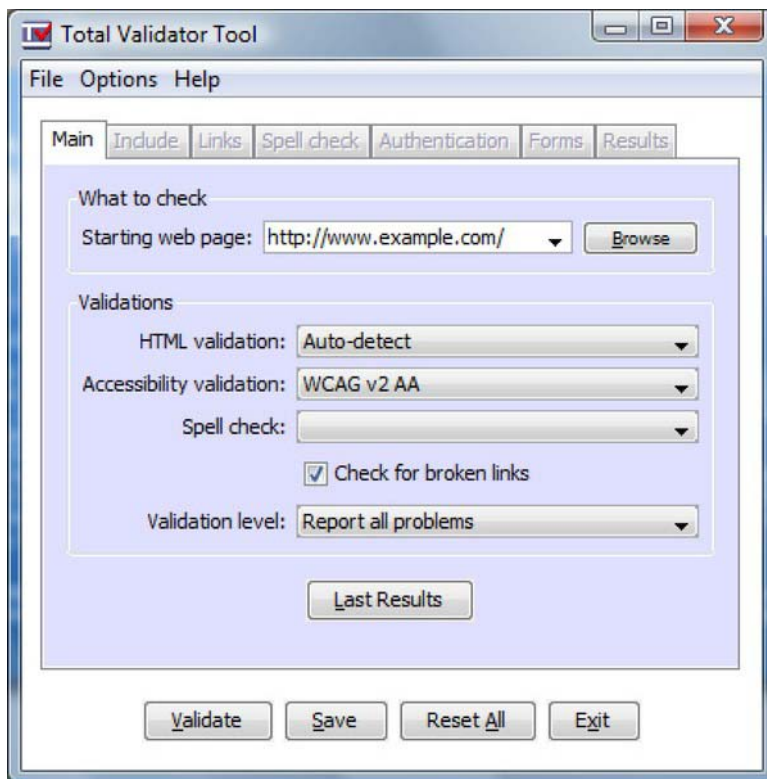 Total Validator Tool
File Options Help
Main Include Links Spell check Authentication Forms Results
What to check
Starting web page: http://www.example.com/ Browse
Validations
HTML validation: Auto-detect
Accessibility validation: WCAG v2 AA
Spell check:
Check for broken links
Validation level: Report all problems
Last Results
Validate Save Reset All Exit